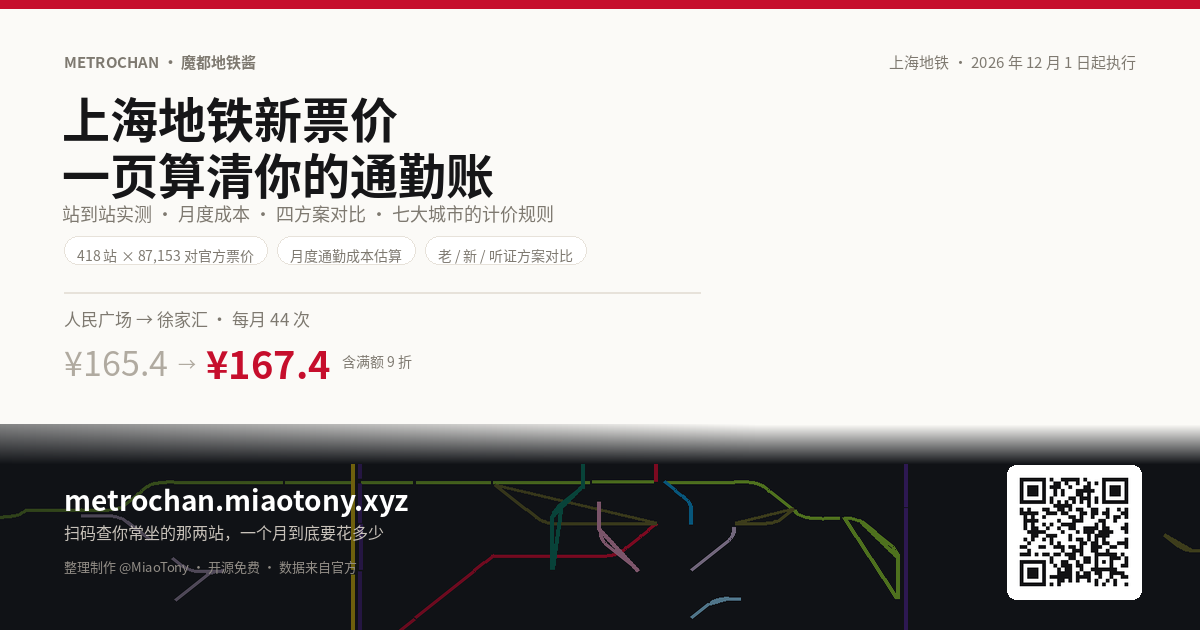 METROCHAN · 魔都地铁酱
上海地铁 · 2026 年 12 月 1 日起执行
上海地铁新票价
一页算清你的通勤账
站到站实测 · 月度成本 · 四方案对比 · 七大城市的计价规则
418 站 × 87,153 对官方票价
月度通勤成本估算
老 / 新 / 听证方案对比
人民广场 → 徐家汇 · 每月 44 次
¥165.4 → ¥167.4 含满额 9 折
metrochan.miaotony.xyz
扫码查你常坐的那两站，一个月到底要花多少
整理制作 @MiaoTony · 开源免费 · 数据来自官方